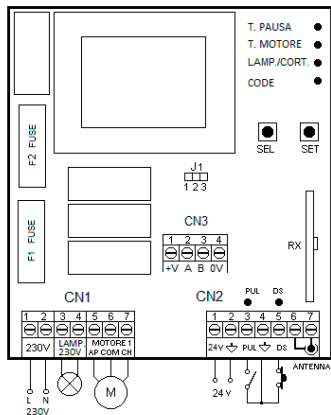 T. PAUSA
T. MOTORE
LAMP./CORT.
CODE
SEL SET
F2 FUSE
J1
1 2 3
CN3
1 2 3 4
+V A B 0V
F1 FUSE
RX
CN1
CN2
PUL DS
1 2 3 4 5 6 7
230V LAMP. 230V MOTORE 1 AP COM CH
1 2 3 4 5 6 7
24V PUL DS
ANTENNA
L N
230V
M
24 V